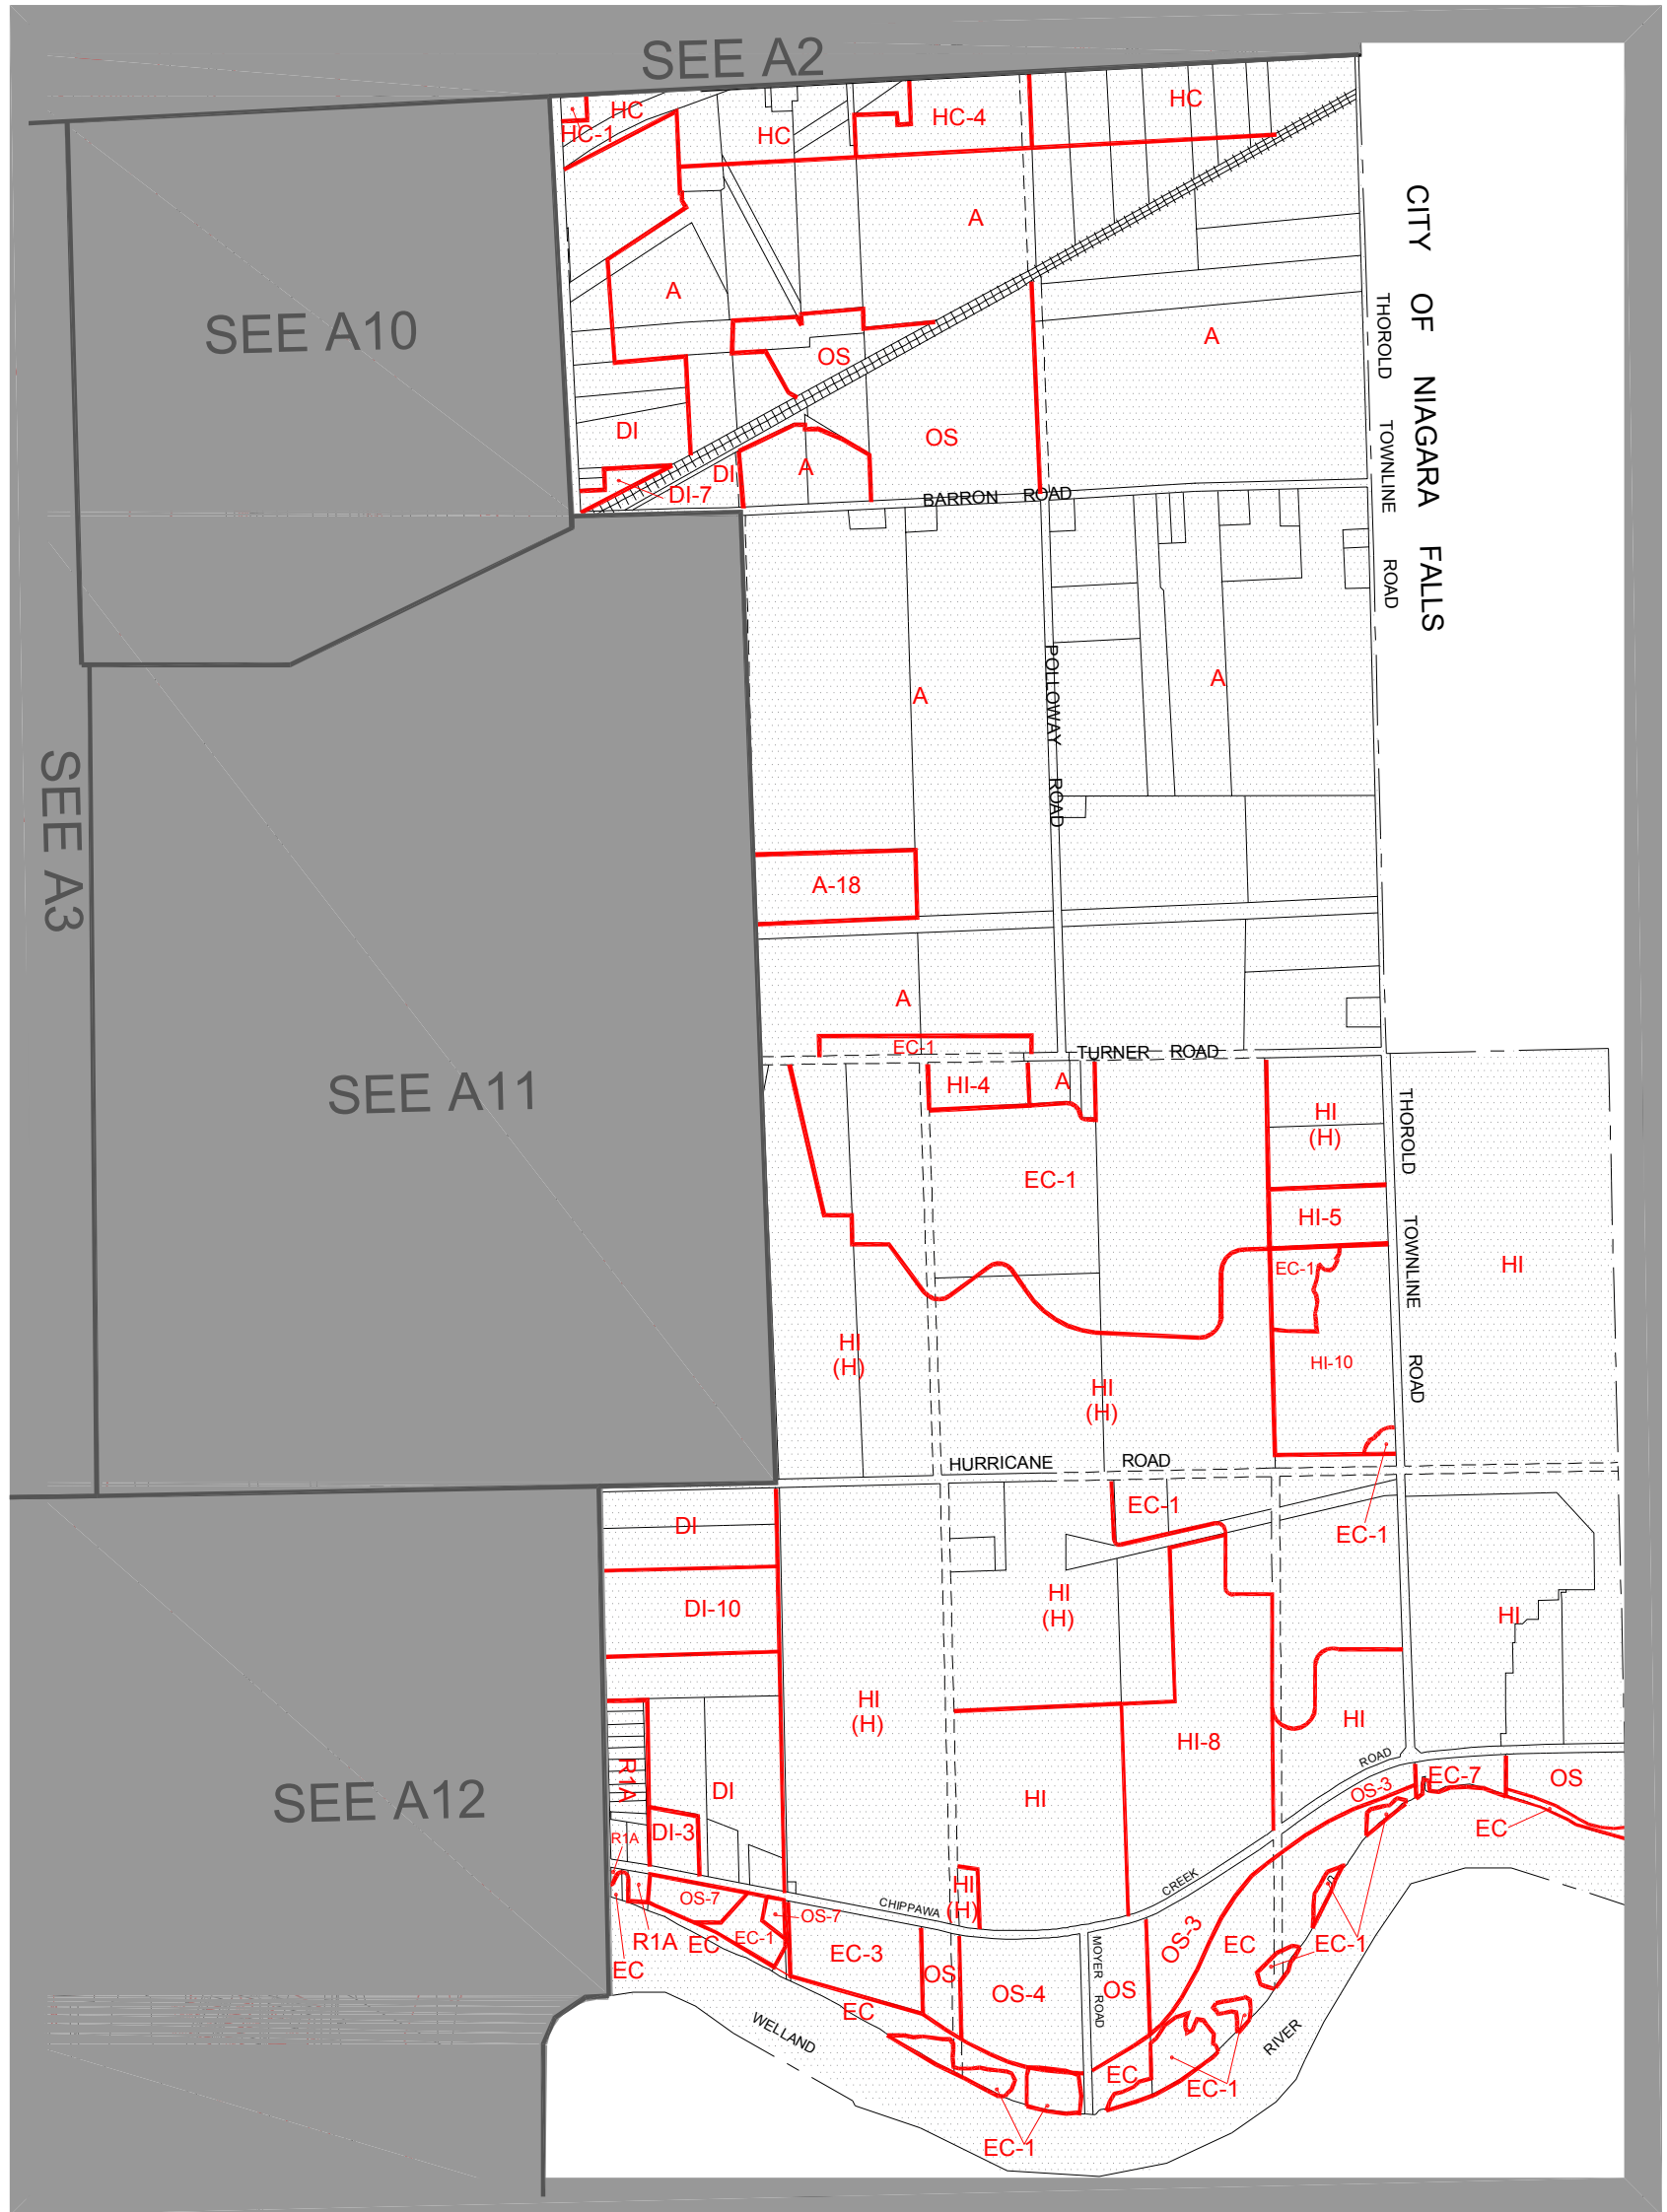 SEE A2
HC
HC-1
HC
HC-4
HC
CITY OF NIAGARA FALLS
THOROLD TOWNLINE ROAD
A
A
SEE A10
A
OS
OS
DI
A
DI
DI-7
BARRON ROAD
POLLOWAY ROAD
A
A
SEE A3
A-18
A
EC-1
TURNER ROAD
HI-4
A
SEE A11
HI
(H)
THOROLD TOWNLINE ROAD
EC-1
HI-5
EC-1
HI
HI
(H)
HI-10
HI
(H)
HURRICANE ROAD
EC-1
EC-1
DI
DI-10
HI
(H)
HI
HI
(H)
HI
HI-8
SEE A12
R1A
DI
HI
ROAD
OS-3
EC-7
OS
EC
DI-3
R1A
HI
(H)
CREEK
CHIPPAWA
OS-7
OS-7
R1A
EC
EC-1
EC
EC-3
OS
OS-4
MOYER ROAD
OS
OS-3
EC
EC-1
EC
WELLAND
RIVER
EC
EC-1
EC-1